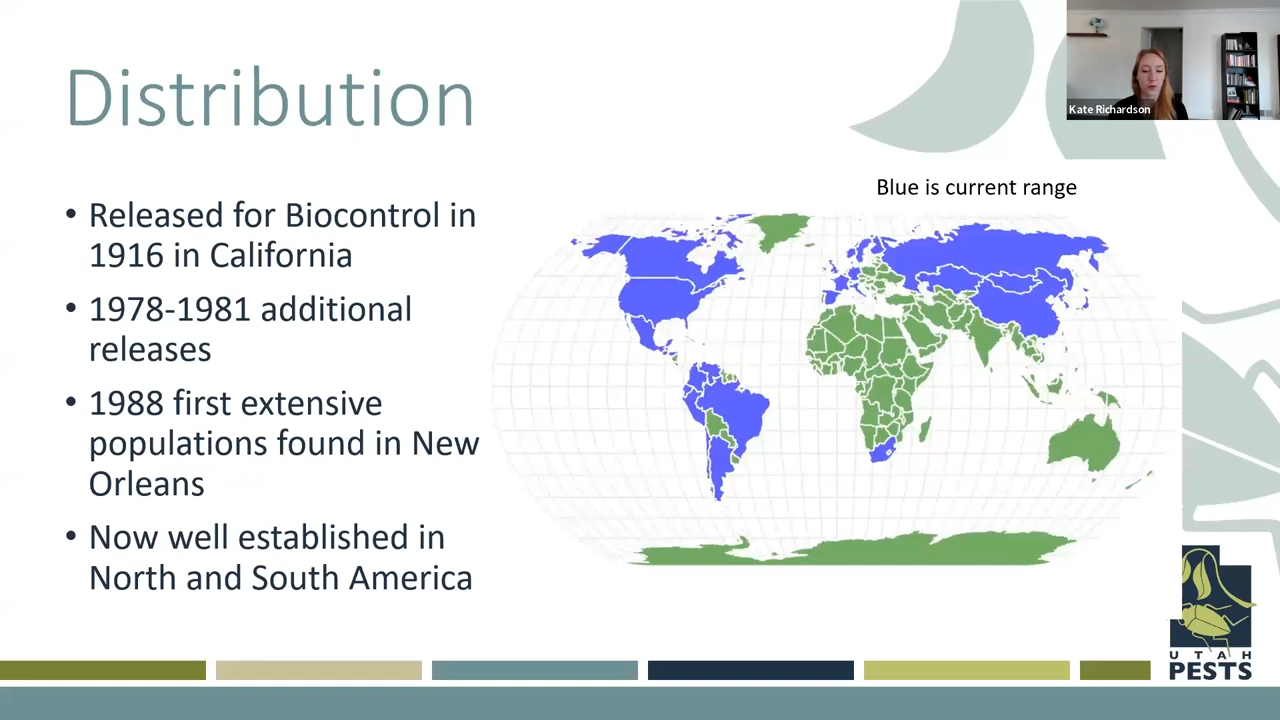 Distribution
Kate Richardson
Blue is current range
• Released for Biocontrol in
1916 in California
• 1978-1981 additional
releases
• 1988 first extensive
populations found in New
Orleans
• Now well established in
North and South America
UTAH
PESTS